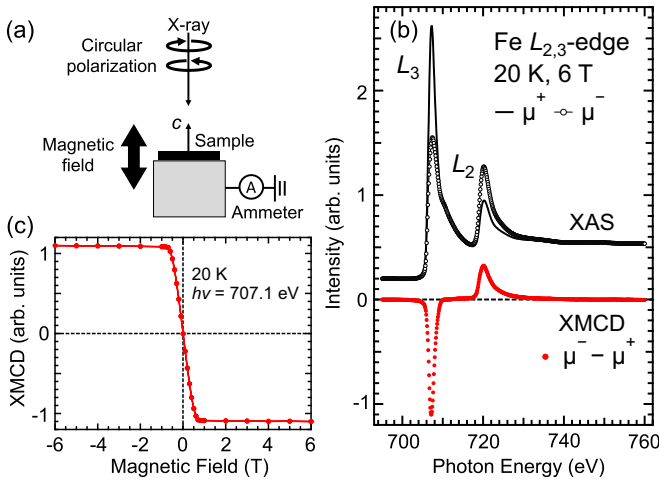 (a)
X-ray
Circular
polarization
c
Sample
Magnetic
field
A
Ammeter
(b)
Fe L2,3-edge
20 K, 6 T
— μ⁺ -○- μ⁻
L3
L2
XAS
XMCD
• μ⁻ − μ⁺
2
1
0
-1
Intensity (arb. units)
700 720 740 760
Photon Energy (eV)
(c)
20 K
hν = 707.1 eV
1
0
-1
XMCD (arb. units)
-6 -4 -2 0 2 4 6
Magnetic Field (T)